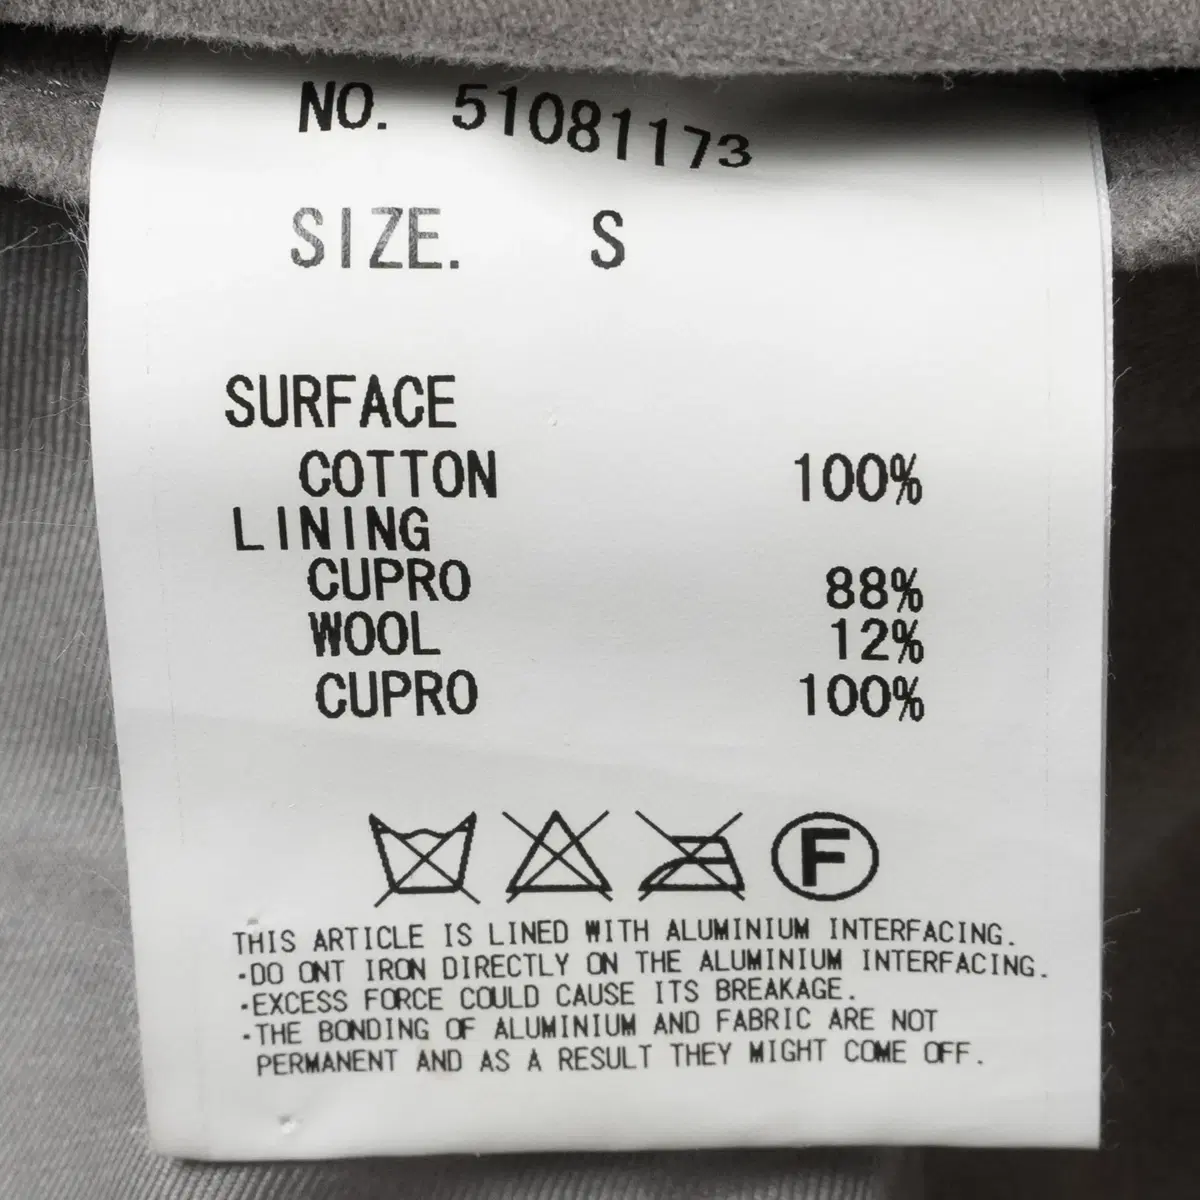 NO. 51081173
SIZE. S
SURFACE
COTTON 100%
LINING
CUPRO 88%
WOOL 12%
CUPRO 100%
F
THIS ARTICLE IS LINED WITH ALUMINIUM INTERFACING.
·DO ONT IRON DIRECTLY ON THE ALUMINIUM INTERFACING.
·EXCESS FORCE COULD CAUSE ITS BREAKAGE.
·THE BONDING OF ALUMINIUM AND FABRIC ARE NOT
PERMANENT AND AS A RESULT THEY MIGHT COME OFF.